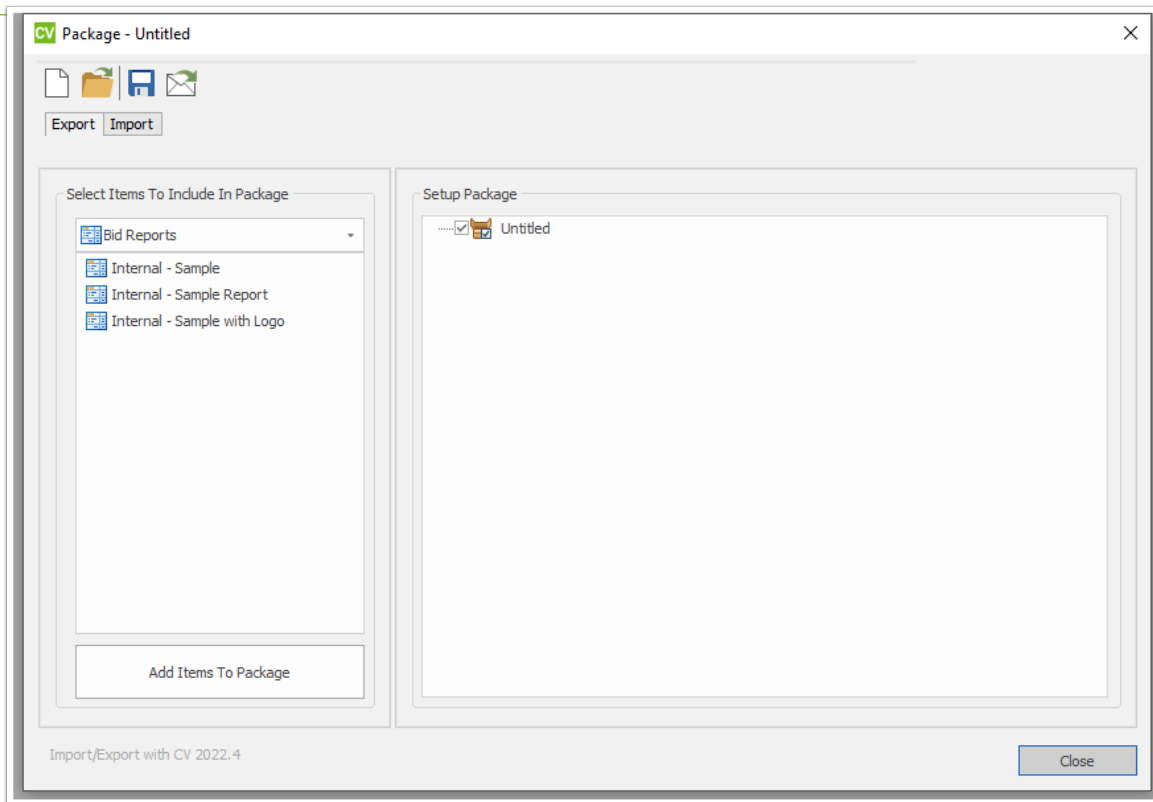 CV Package - Untitled
Export Import
Select Items To Include In Package
Bid Reports
Internal - Sample
Internal - Sample Report
Internal - Sample with Logo
Add Items To Package
Setup Package
Untitled
Import/Export with CV 2022.4
Close